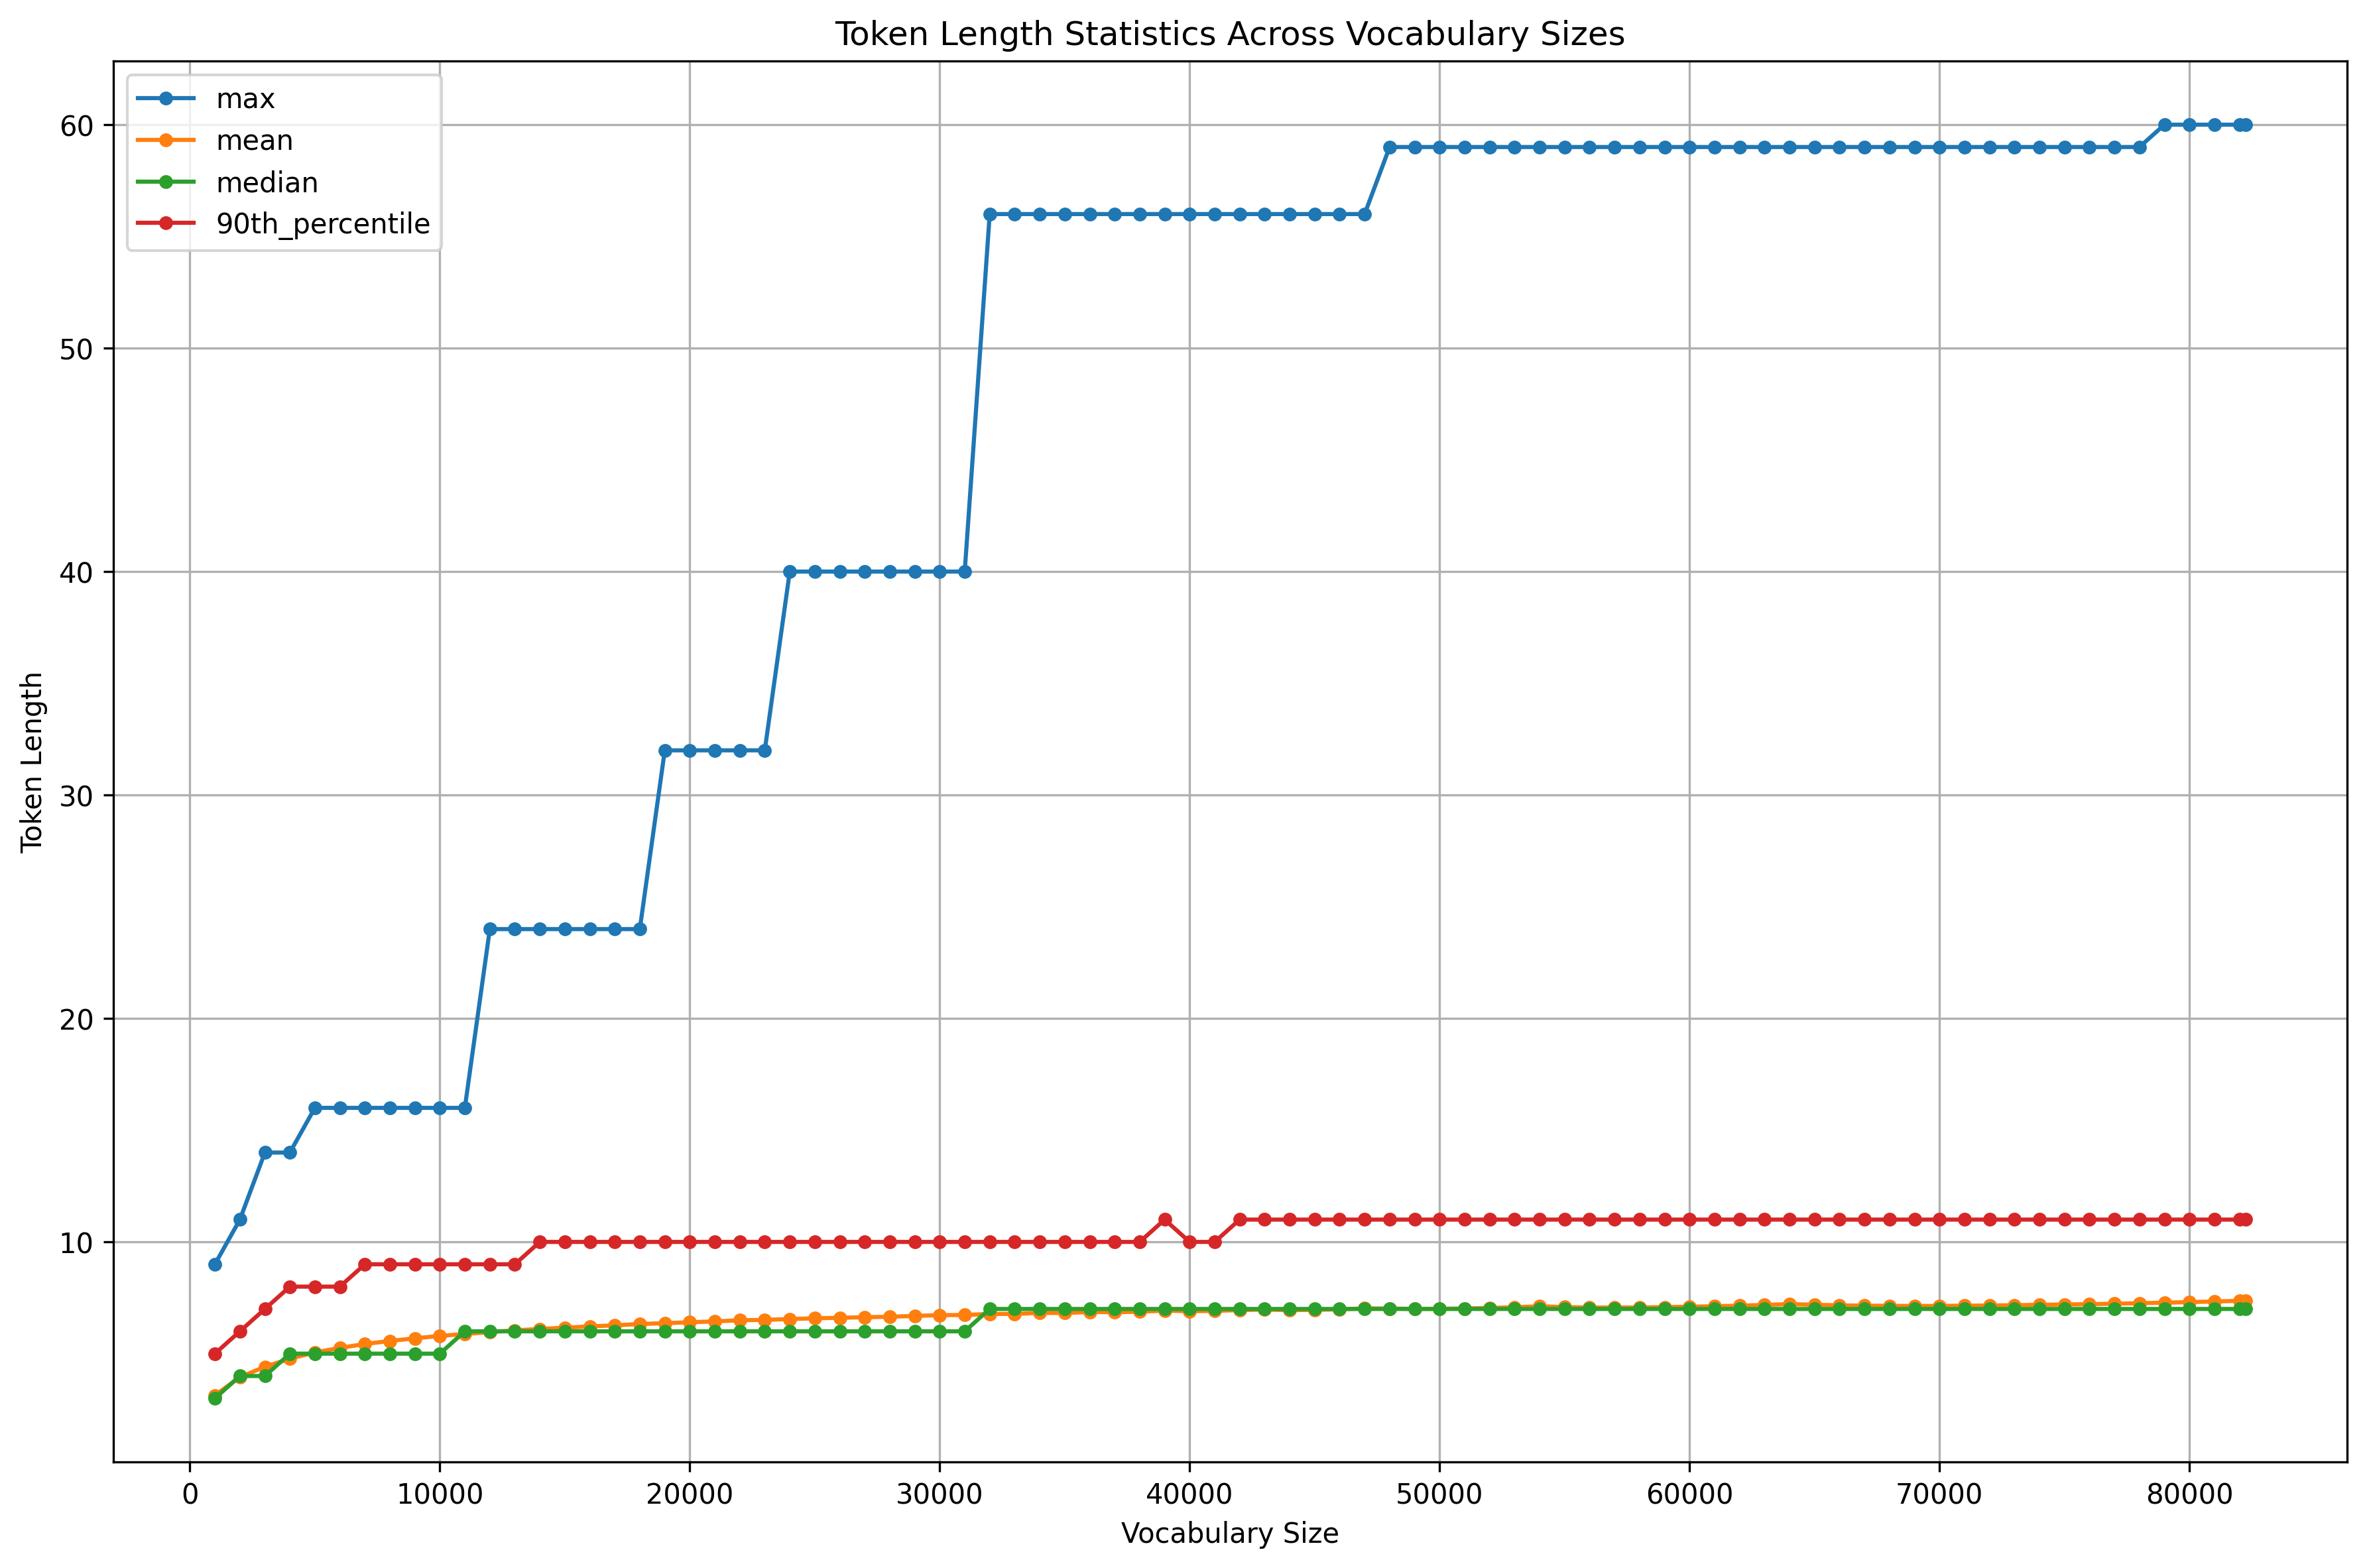 Token Length Statistics Across Vocabulary Sizes
max
mean
median
90th_percentile
60
50
40
30
20
10
Token Length
0 10000 20000 30000 40000 50000 60000 70000 80000
Vocabulary Size